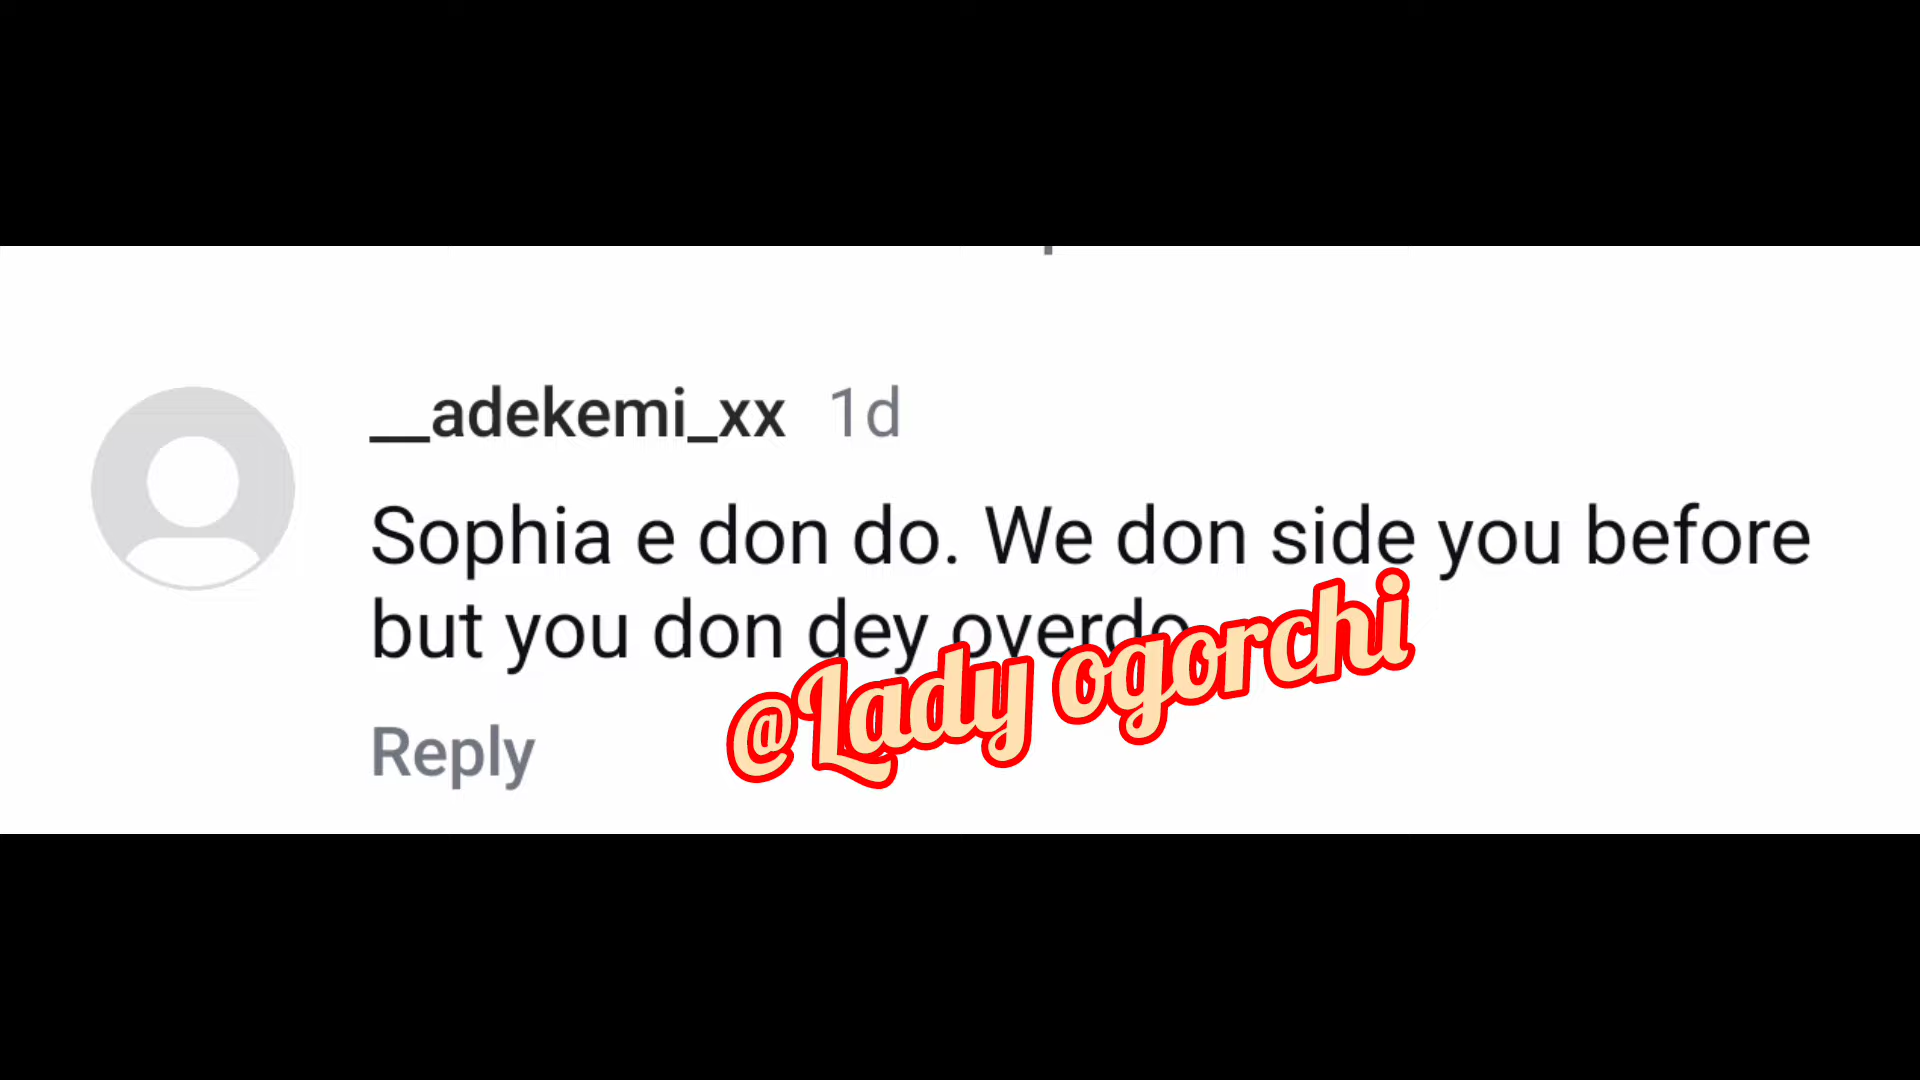 __adekemi_xx 1d
Sophia e don do. We don side you before
but you don dey overdo
@Lady ogorchi
Reply